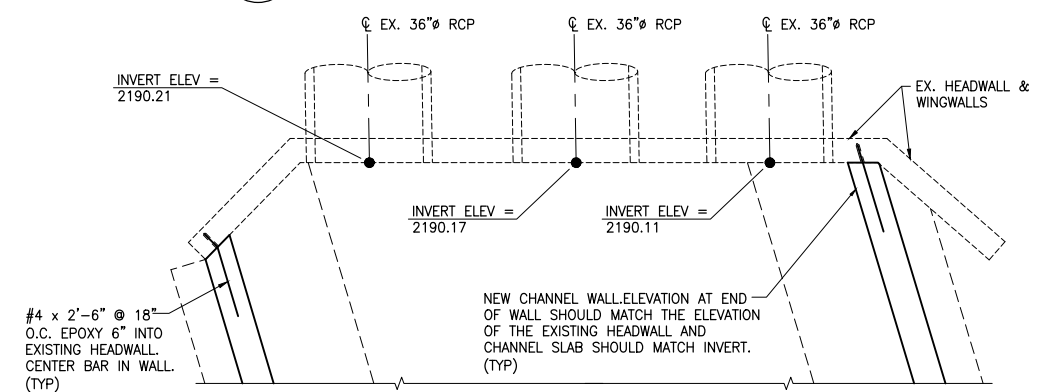 ℄ EX. 36"ø RCP
℄ EX. 36"ø RCP
℄ EX. 36"ø RCP
INVERT ELEV =
2190.21
EX. HEADWALL &
WINGWALLS
INVERT ELEV =
2190.17
INVERT ELEV =
2190.11
#4 x 2'-6" @ 18"
O.C. EPOXY 6" INTO
EXISTING HEADWALL.
CENTER BAR IN WALL.
(TYP)
NEW CHANNEL WALL.ELEVATION AT END
OF WALL SHOULD MATCH THE ELEVATION
OF THE EXISTING HEADWALL AND
CHANNEL SLAB SHOULD MATCH INVERT.
(TYP)